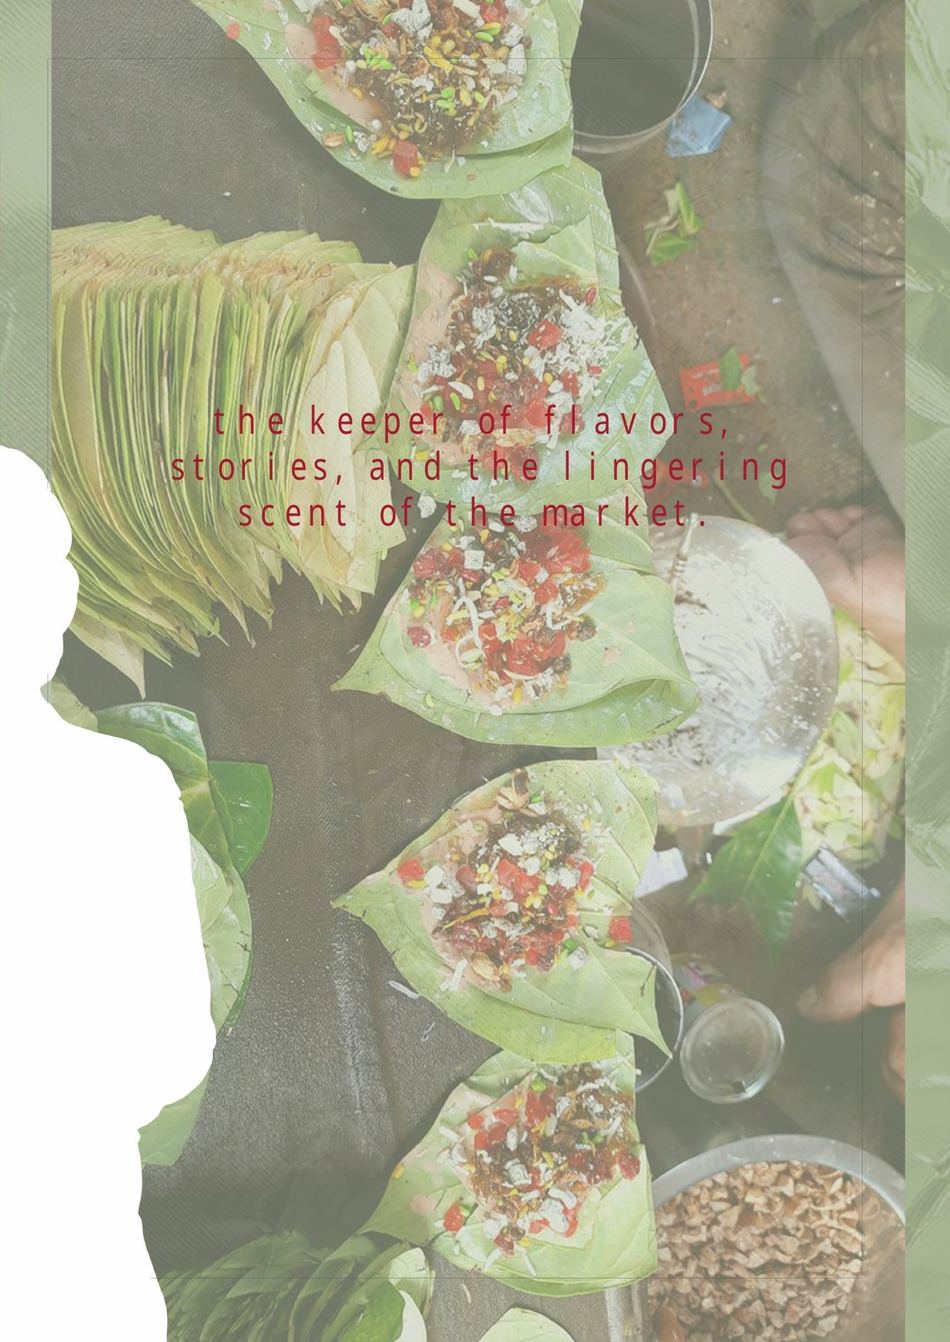 the keeper of flavors,
stories, and the lingering
scent of the market.